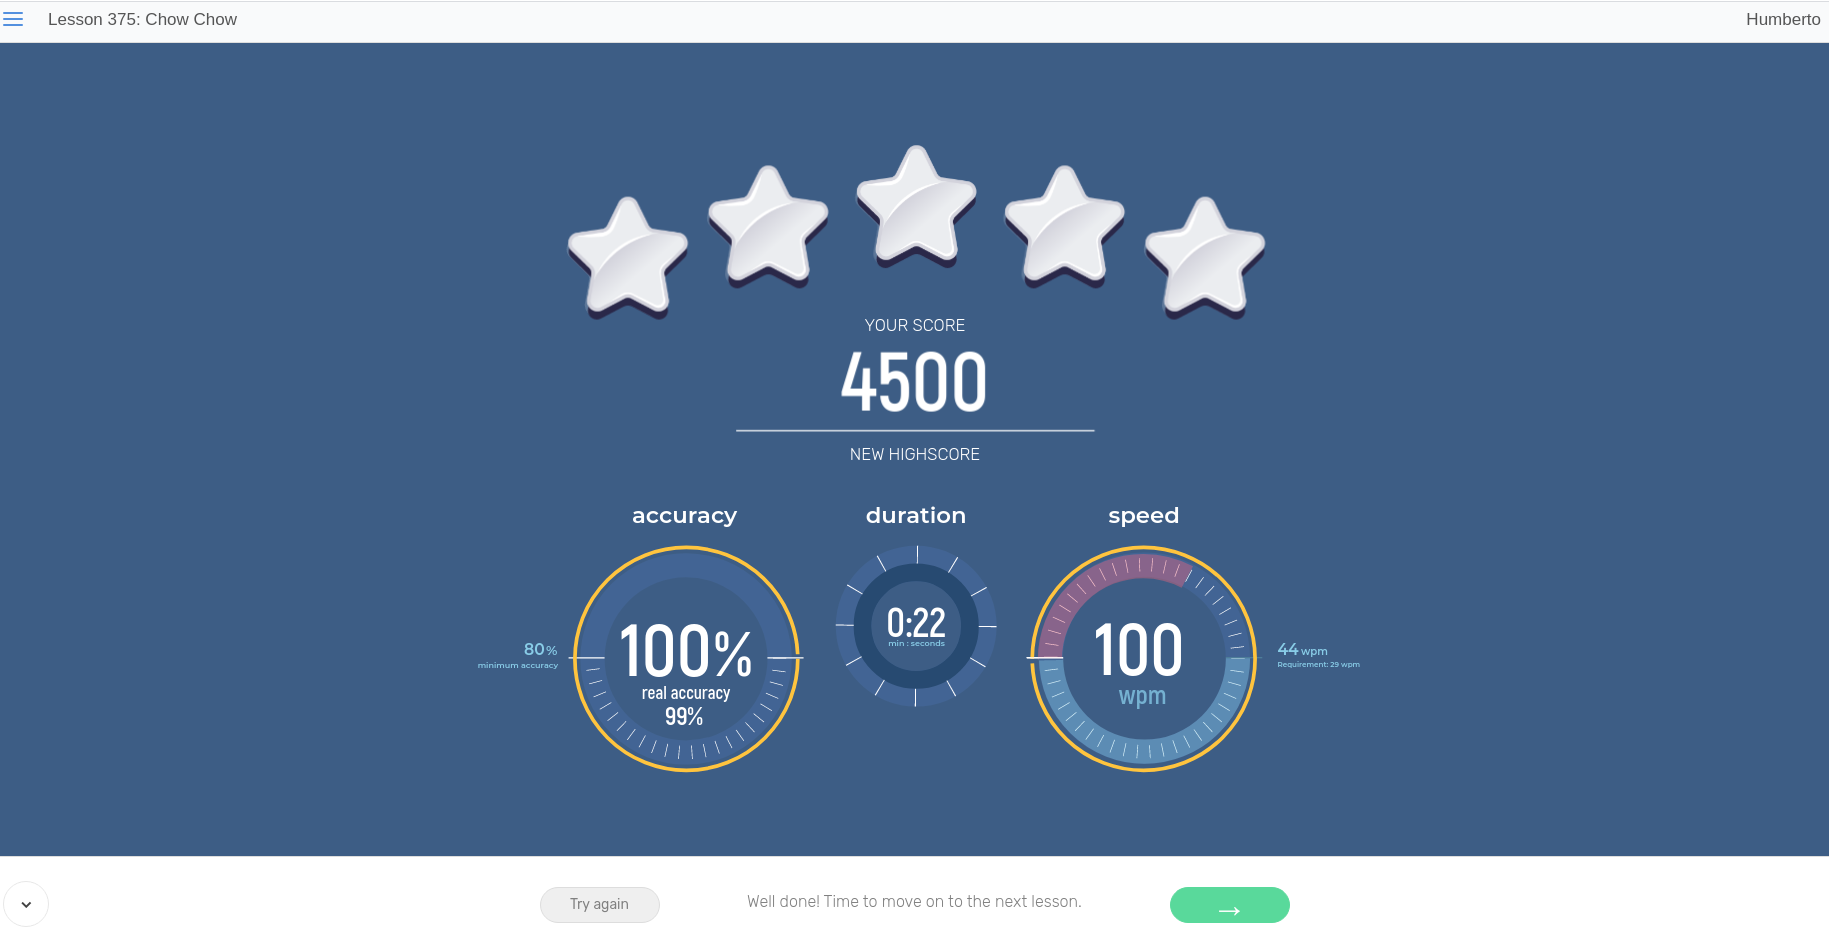 Lesson 375: Chow Chow
Humberto
YOUR SCORE
4500
NEW HIGHSCORE
accuracy
duration
speed
80%
minimum accuracy
100%
real accuracy
99%
0:22
min : seconds
100
wpm
44 wpm
Requirement: 29 wpm
Try again
Well done! Time to move on to the next lesson.
→